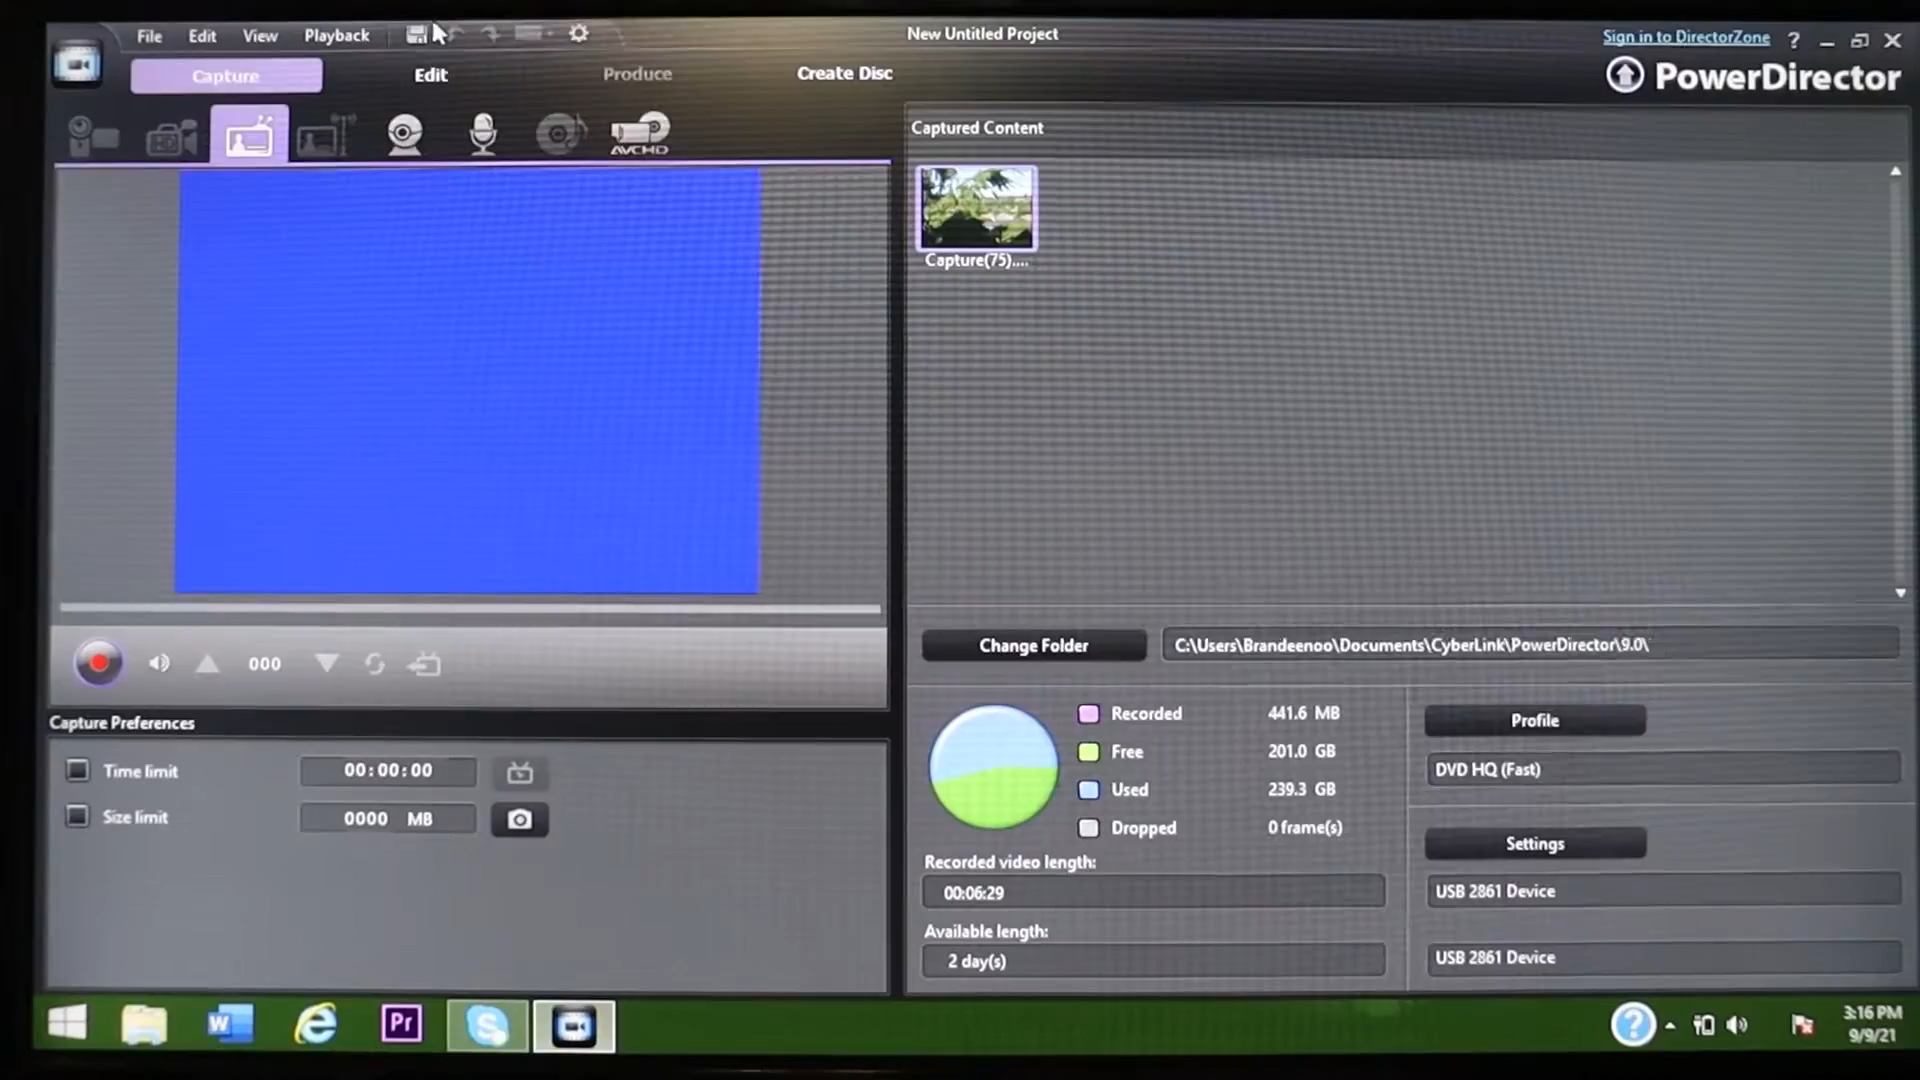 File Edit View Playback
New Untitled Project
Sign in to DirectorZone ?
Capture Edit Produce Create Disc
PowerDirector
HD
AVCHD
Captured Content
Capture(75)....
000
Change Folder
C:\Users\Brandeenoo\Documents\CyberLink\PowerDirector\9.0\
Recorded 441.6 MB
Free 201.0 GB
Used 239.3 GB
Dropped 0 frame(s)
Profile
DVD HQ (Fast)
Capture Preferences
Time limit 00:00:00
Size limit 0000 MB
Settings
USB 2861 Device
USB 2861 Device
Recorded video length:
00:06:29
Available length:
2 day(s)
W
Pr
S
?
3:16 PM
9/9/21